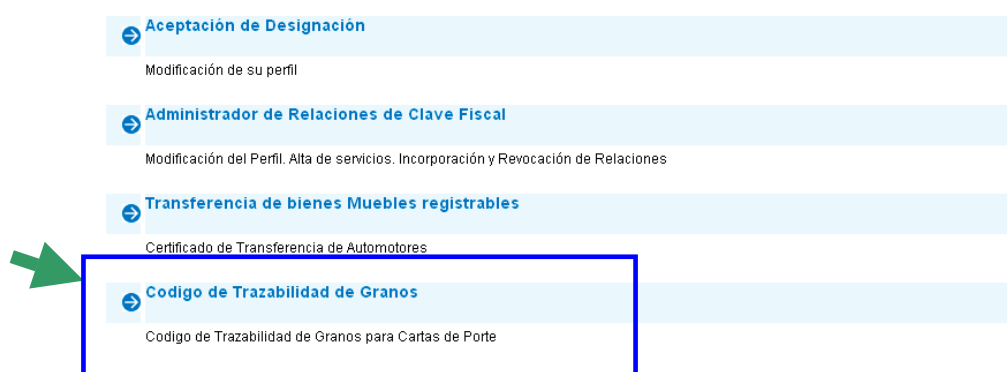 Aceptación de Designación
Modificación de su perfil
Administrador de Relaciones de Clave Fiscal
Modificación del Perfil. Alta de servicios. Incorporación y Revocación de Relaciones
Transferencia de bienes Muebles registrables
Certificado de Transferencia de Automotores
Codigo de Trazabilidad de Granos
Codigo de Trazabilidad de Granos para Cartas de Porte